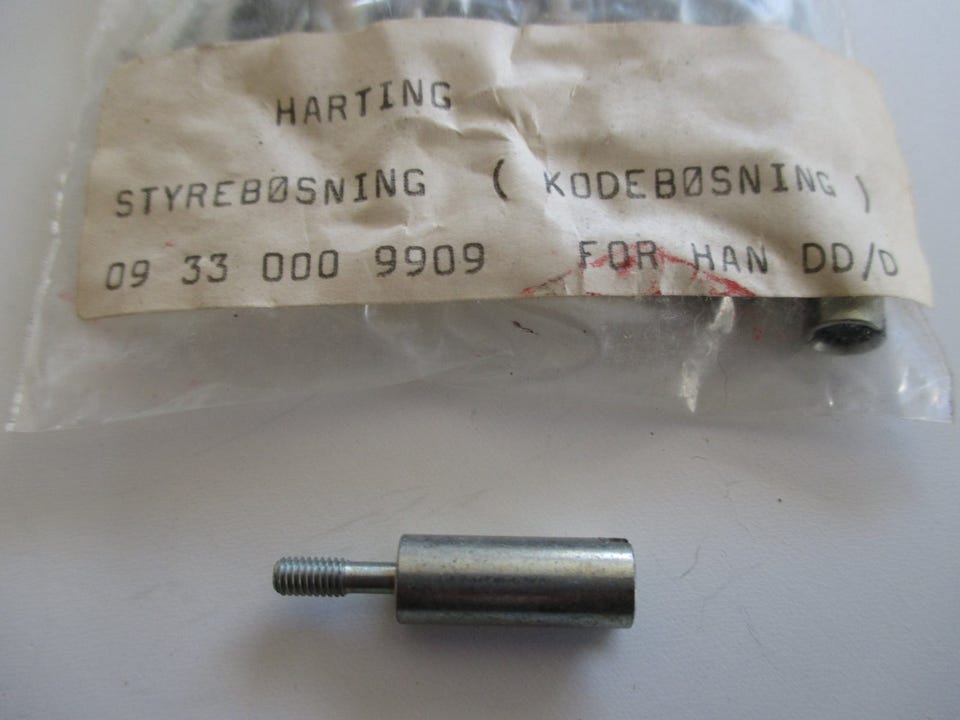 HARTING
STYREBØSNING ( KODEBØSNING )
09 33 000 9909 FOR HAN DD/D